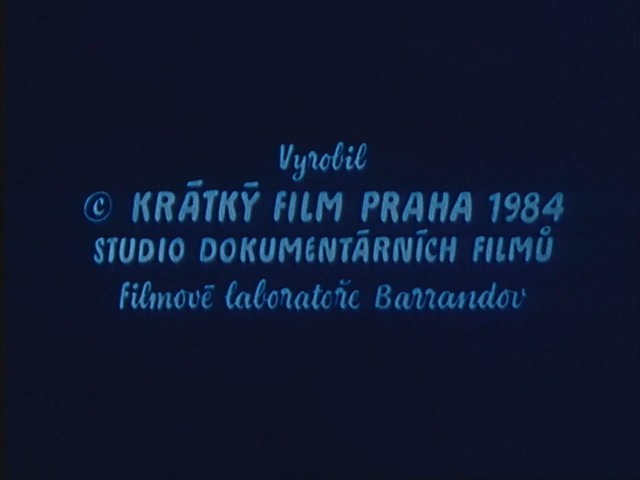 Vyrobil
© KRÁTKÝ FILM PRAHA 1984
STUDIO DOKUMENTÁRNÍCH FILMŮ
Filmové laboratoře Barrandov